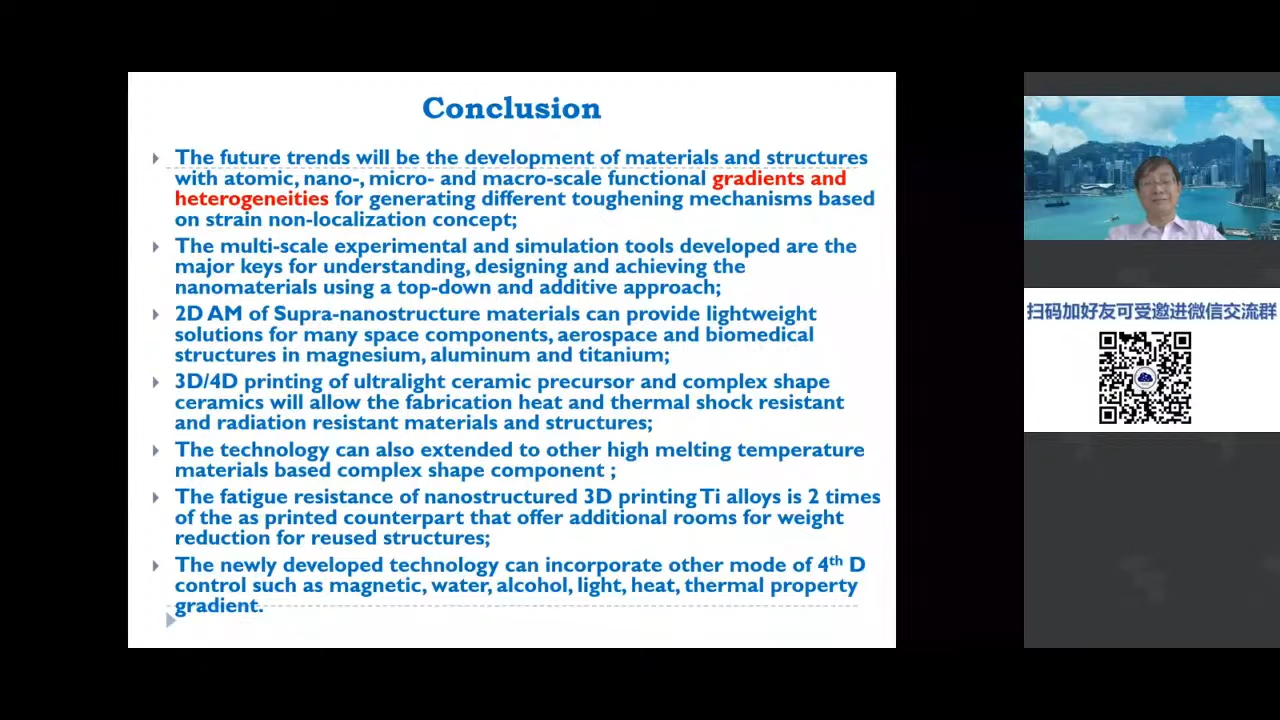 Conclusion
The future trends will be the development of materials and structures
with atomic, nano-, micro- and macro-scale functional gradients and
heterogeneities for generating different toughening mechanisms based
on strain non-localization concept;
The multi-scale experimental and simulation tools developed are the
major keys for understanding, designing and achieving the
nanomaterials using a top-down and additive approach;
2D AM of Supra-nanostructure materials can provide lightweight
solutions for many space components, aerospace and biomedical
structures in magnesium, aluminum and titanium;
3D/4D printing of ultralight ceramic precursor and complex shape
ceramics will allow the fabrication heat and thermal shock resistant
and radiation resistant materials and structures;
The technology can also extended to other high melting temperature
materials based complex shape component ;
The fatigue resistance of nanostructured 3D printing Ti alloys is 2 times
of the as printed counterpart that offer additional rooms for weight
reduction for reused structures;
The newly developed technology can incorporate other mode of 4th D
control such as magnetic, water, alcohol, light, heat, thermal property
gradient.
扫码加好友可受邀进微信交流群